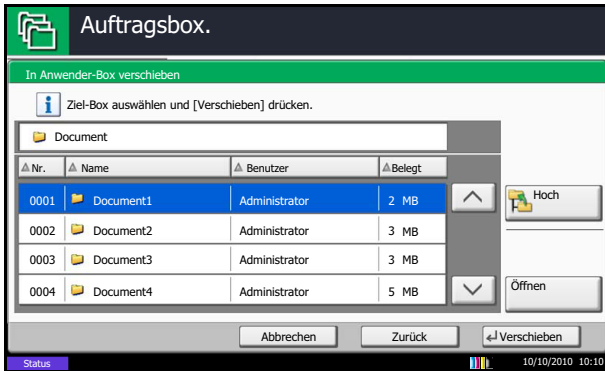 Auftragsbox.
In Anwender-Box verschieben
Ziel-Box auswählen und [Verschieben] drücken.
Document
Nr. Name Benutzer Belegt
0001 Document1 Administrator 2 MB
Hoch
0002 Document2 Administrator 3 MB
0003 Document3 Administrator 3 MB
0004 Document4 Administrator 5 MB
Öffnen
Abbrechen Zurück Verschieben
Status 10/10/2010 10:10